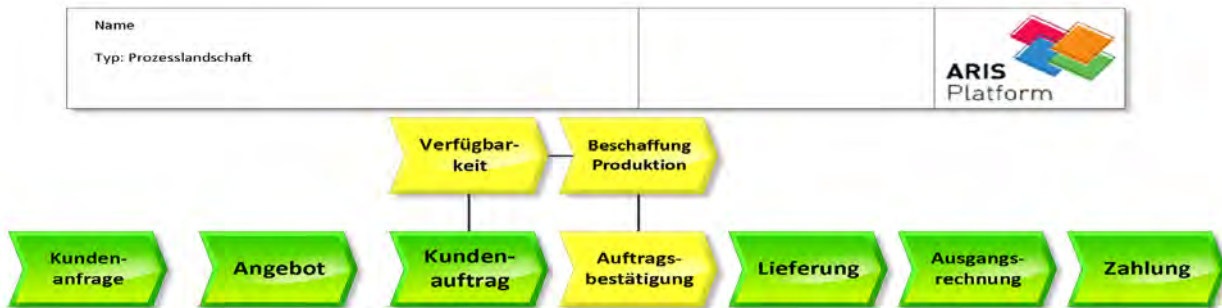 Name
Typ: Prozesslandschaft
ARIS
Platform
Verfügbar-
keit
Beschaffung
Produktion
Kunden-
anfrage
Angebot
Kunden-
auftrag
Auftrags-
bestätigung
Lieferung
Ausgangs-
rechnung
Zahlung